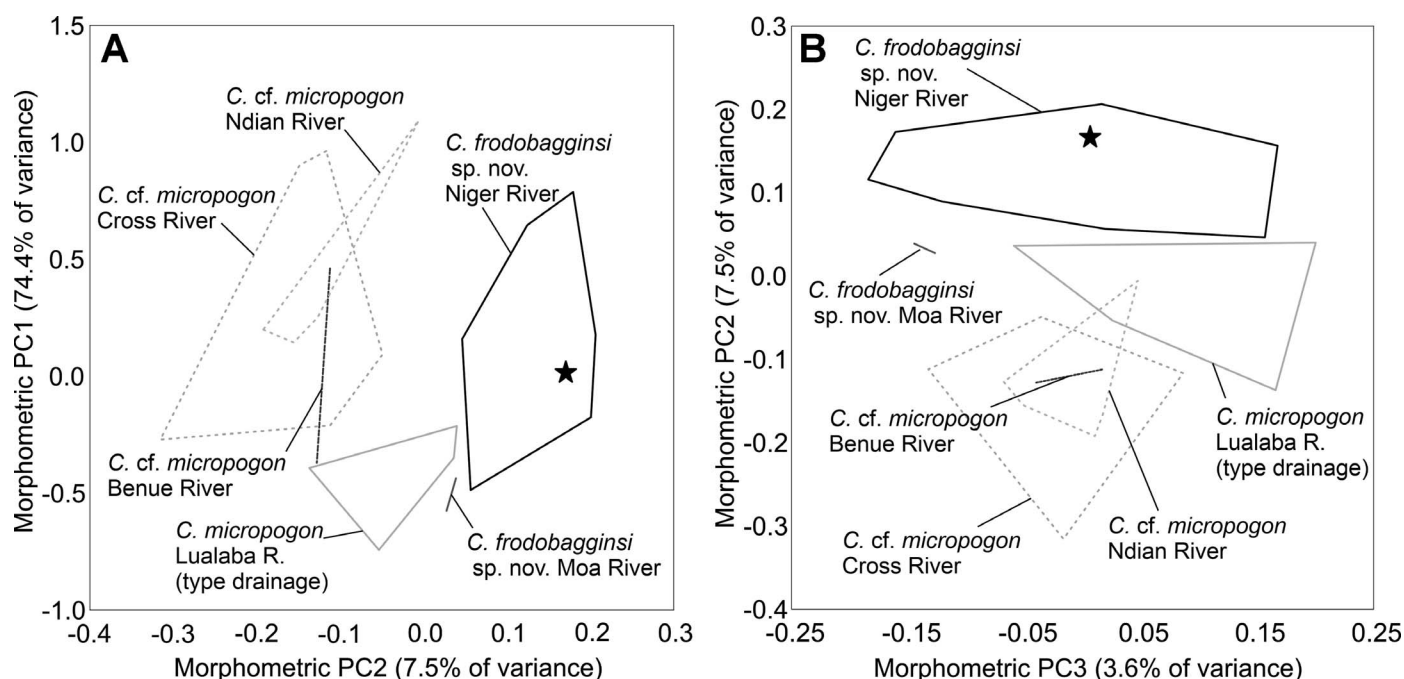 A
Morphometric PC1 (74.4% of variance)
1.5
1.0
0.5
0.0
-0.5
-1.0
C. cf. micropogon
Ndian River
C. frodobagginsi
sp. nov.
Niger River
C. cf. micropogon
Cross River
C. cf. micropogon
Benue River
C. micropogon
Lualaba R.
(type drainage)
C. frodobagginsi
sp. nov. Moa River
-0.4 -0.3 -0.2 -0.1 0.0 0.1 0.2 0.3
Morphometric PC2 (7.5% of variance)
B
Morphometric PC2 (7.5% of variance)
0.3
0.2
0.1
0.0
-0.1
-0.2
-0.3
-0.4
C. frodobagginsi
sp. nov.
Niger River
C. frodobagginsi
sp. nov. Moa River
C. cf. micropogon
Benue River
C. micropogon
Lualaba R.
(type drainage)
C. cf. micropogon
Cross River
C. cf. micropogon
Ndian River
-0.25 -0.15 -0.05 0.05 0.15 0.25
Morphometric PC3 (3.6% of variance)